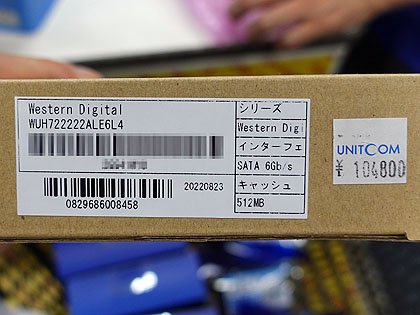 Western Digital
WUH722222ALE6L4
20220823
0829686008458
シリーズ
Western Digi
インターフェ
SATA 6Gb/s
キャッシュ
512MB
UNITCOM
¥ 104800